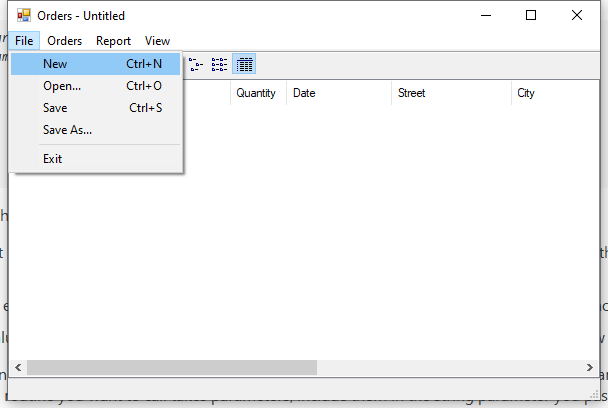 Orders - Untitled
File Orders Report View
New Ctrl+N
Open... Ctrl+O
Save Ctrl+S
Save As...
Exit
Quantity Date Street City